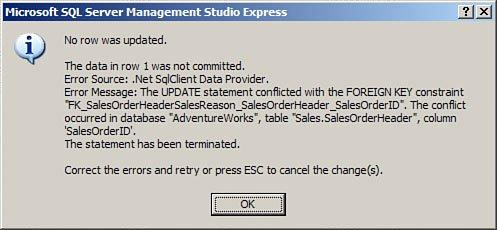 Microsoft SQL Server Management Studio Express
No row was updated.
The data in row 1 was not committed.
Error Source: .Net SqlClient Data Provider.
Error Message: The UPDATE statement conflicted with the FOREIGN KEY constraint
"FK_SalesOrderHeaderSalesReason_SalesOrderHeader_SalesOrderID". The conflict
occurred in database "AdventureWorks", table "Sales.SalesOrderHeader", column
'SalesOrderID'.
The statement has been terminated.
Correct the errors and retry or press ESC to cancel the change(s).
OK